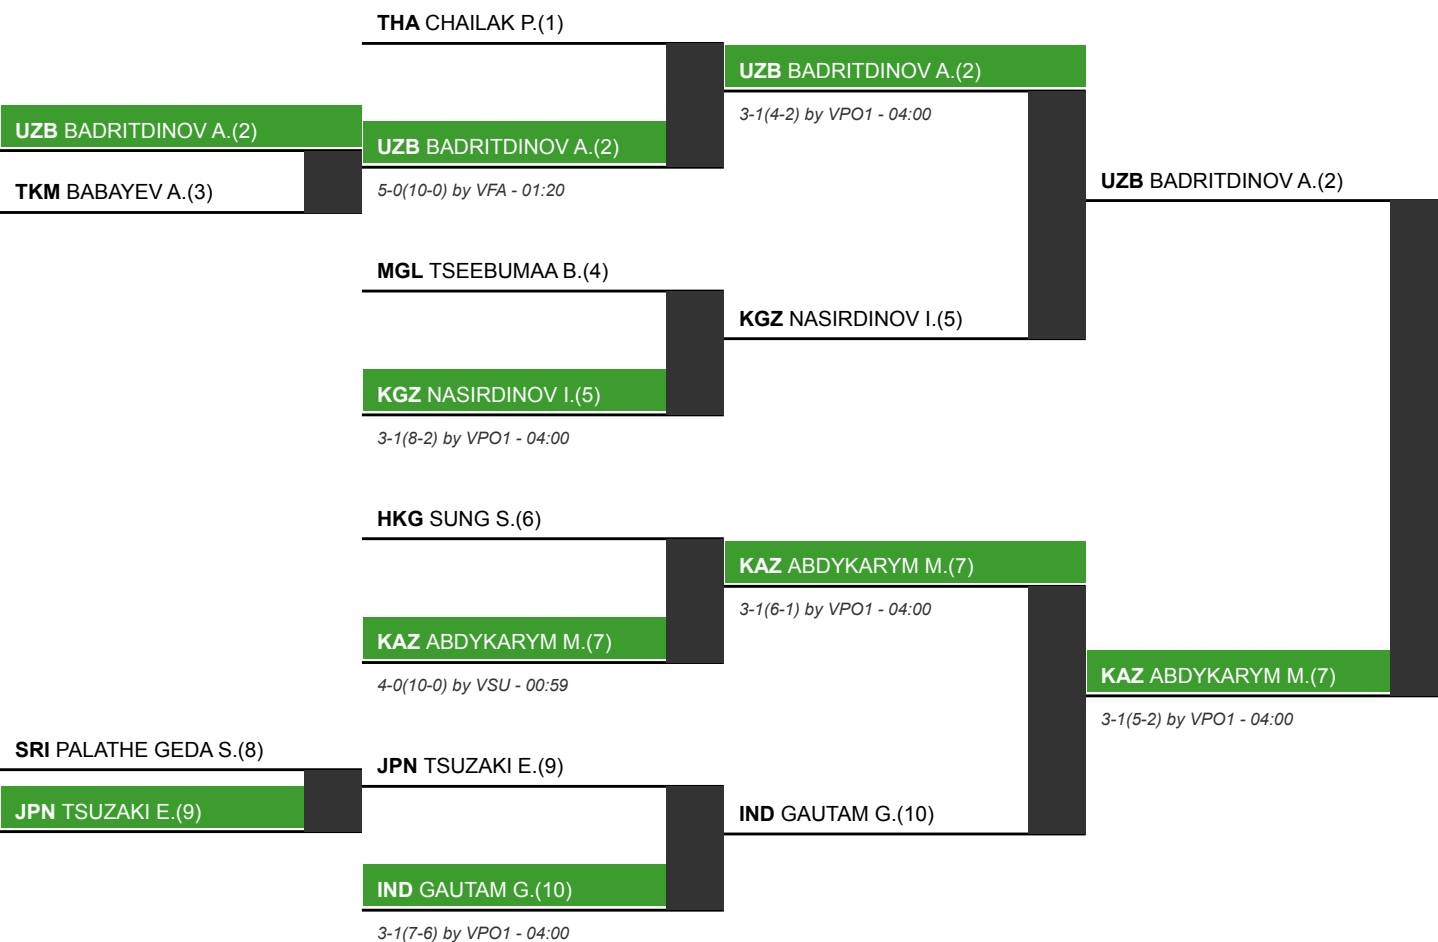 THA CHAILAK P.(1)
UZB BADRITDINOV A.(2)
3-1(4-2) by VPO1 - 04:00
UZB BADRITDINOV A.(2)
UZB BADRITDINOV A.(2)
TKM BABAYEV A.(3)
5-0(10-0) by VFA - 01:20
UZB BADRITDINOV A.(2)
MGL TSEEBUMAA B.(4)
KGZ NASIRDINOV I.(5)
KGZ NASIRDINOV I.(5)
3-1(8-2) by VPO1 - 04:00
HKG SUNG S.(6)
KAZ ABDYKARYM M.(7)
3-1(6-1) by VPO1 - 04:00
KAZ ABDYKARYM M.(7)
4-0(10-0) by VSU - 00:59
KAZ ABDYKARYM M.(7)
3-1(5-2) by VPO1 - 04:00
SRI PALATHE GEDA S.(8)
JPN TSUZAKI E.(9)
JPN TSUZAKI E.(9)
IND GAUTAM G.(10)
IND GAUTAM G.(10)
3-1(7-6) by VPO1 - 04:00